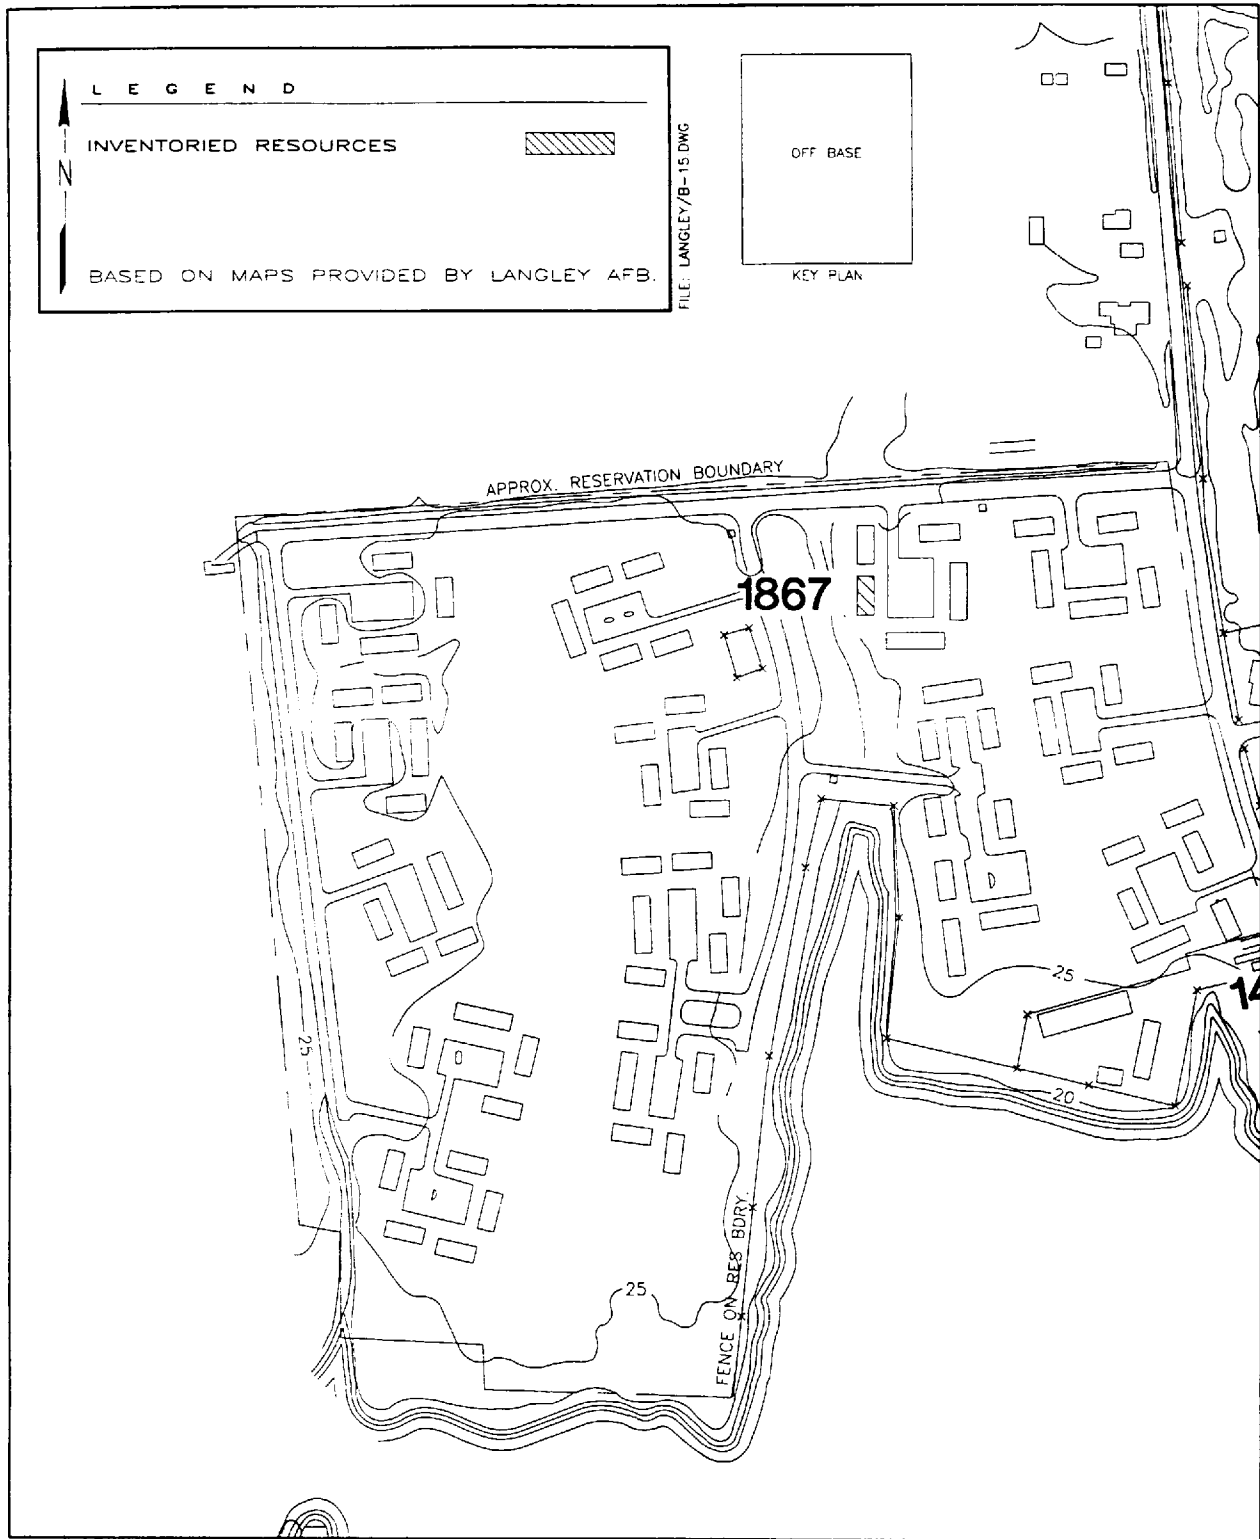 L E G E N D
INVENTORIED RESOURCES
N
BASED ON MAPS PROVIDED BY LANGLEY AFB.
FILE: LANGLEY/B-15.DWG
OFF BASE
KEY PLAN
APPROX. RESERVATION BOUNDARY
1867
25
14
25
20
25
FENCE ON RES BDRY.